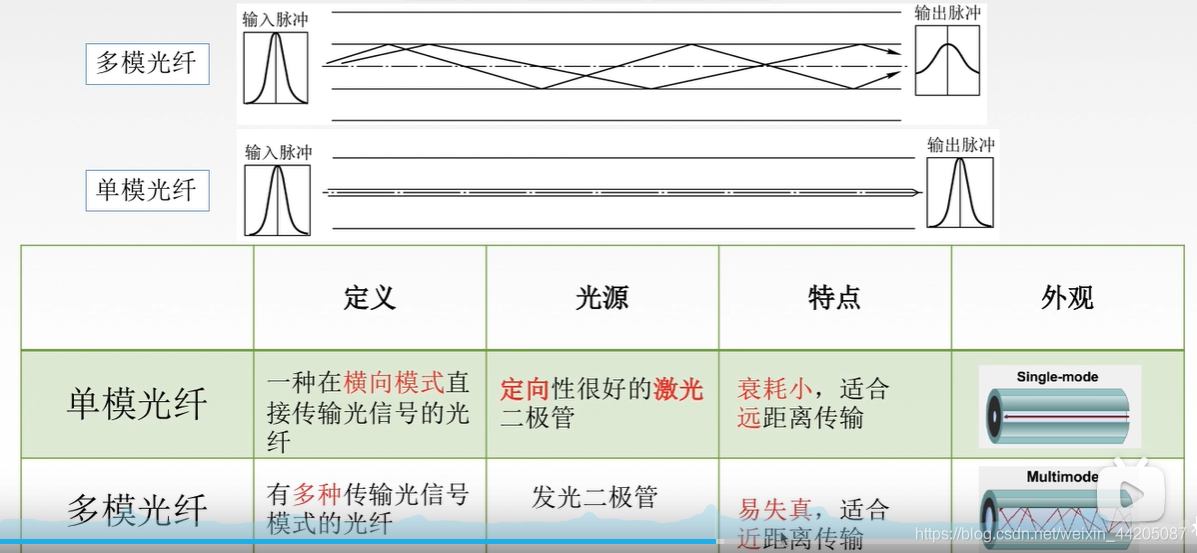 输入脉冲
输出脉冲
多模光纤
输入脉冲
输出脉冲
单模光纤
定义
光源
特点
外观
单模光纤
一种在横向模式直
接传输光信号的光
纤
定向性很好的激光
二极管
衰耗小，适合
远距离传输
Single-mode
多模光纤
有多种传输光信号
模式的光纤
发光二极管
易失真，适合
近距离传输
Multimode
https://blog.csdn.net/weixin_44205087